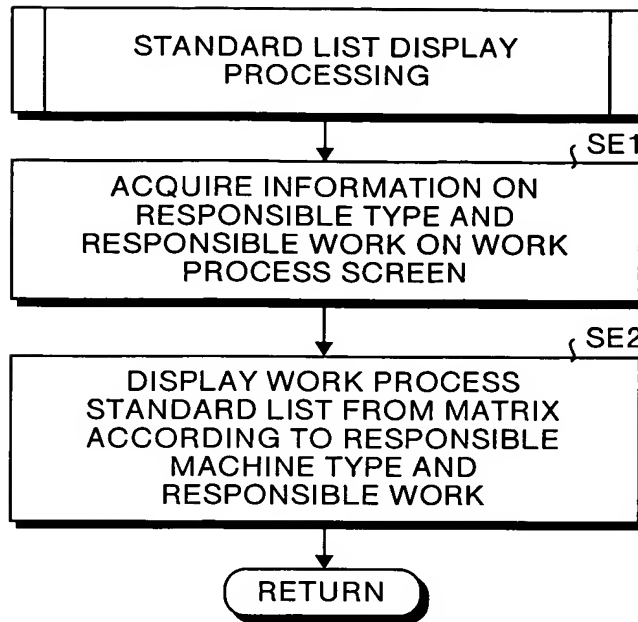 STANDARD LIST DISPLAY
PROCESSING
SE1
ACQUIRE INFORMATION ON
RESPONSIBLE TYPE AND
RESPONSIBLE WORK ON WORK
PROCESS SCREEN
SE2
DISPLAY WORK PROCESS
STANDARD LIST FROM MATRIX
ACCORDING TO RESPONSIBLE
MACHINE TYPE AND
RESPONSIBLE WORK
RETURN